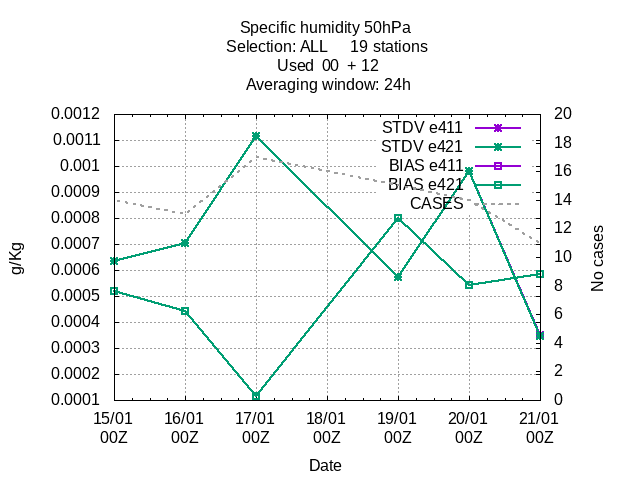 Specific humidity 50hPa
Selection: ALL 19 stations
Used 00 + 12
Averaging window: 24h
0.0012
0.0011
0.001
0.0009
0.0008
0.0007
0.0006
0.0005
0.0004
0.0003
0.0002
0.0001
g/Kg
STDV e411
STDV e421
BIAS e411
BIAS e421
CASES
20
18
16
14
12
10
8
6
4
2
0
No cases
15/01 16/01 17/01 18/01 19/01 20/01 21/01
00Z 00Z 00Z 00Z 00Z 00Z 00Z
Date